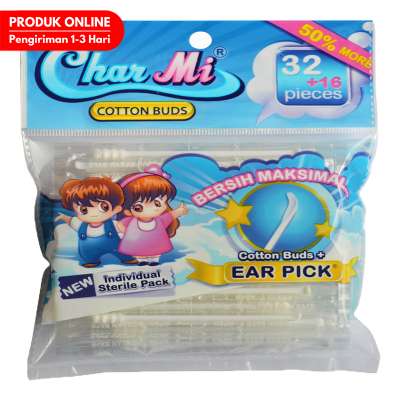 PRODUK ONLINE
Pengiriman 1-3 Hari
Char Mi®
COTTON BUDS
50% MORE
32
+16
pieces
BERSIH MAKSIMAL
Cotton Buds +
EAR PICK
NEW
Individual
Sterile Pack